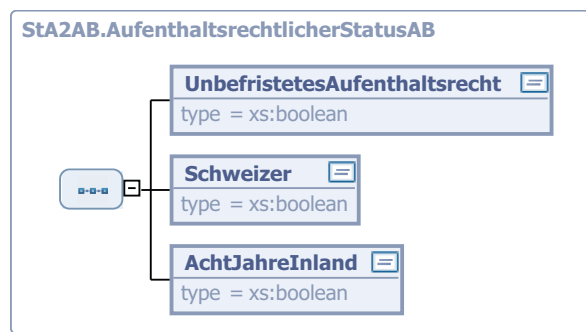 StA2AB.AufenthaltsrechtlicherStatusAB
UnbefristetesAufenthaltsrecht
type = xs:boolean
Schweizer
type = xs:boolean
AchtJahreInland
type = xs:boolean